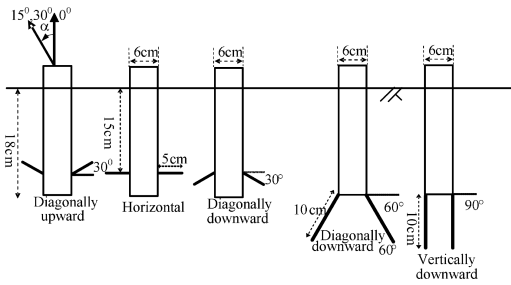 15⁰,30⁰ 0⁰
α
6cm
6cm
6cm
6cm
18cm
15cm
5cm
30⁰
30°
10cm
60°
60°
10cm
90°
Diagonally
upward
Horizontal
Diagonally
downward
Diagonally
downward
Vertically
downward